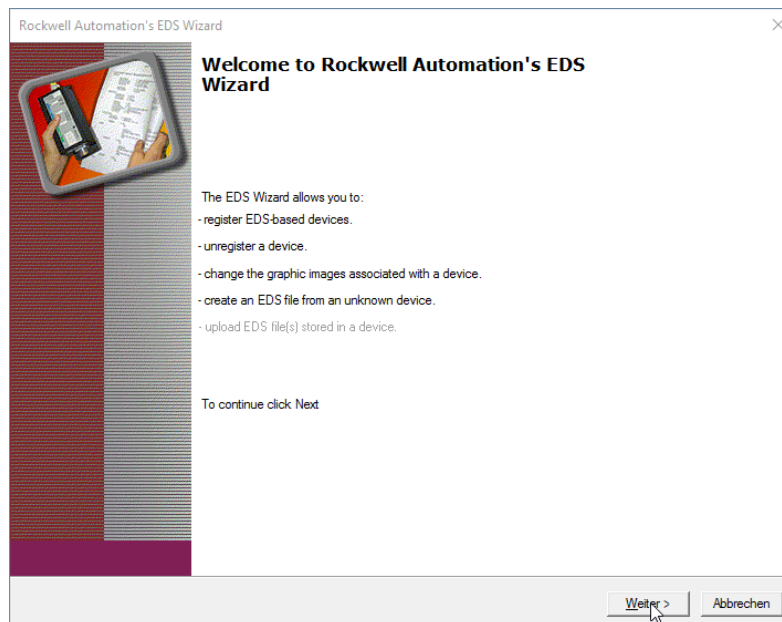 Rockwell Automation's EDS Wizard
Welcome to Rockwell Automation's EDS
Wizard
The EDS Wizard allows you to:
- register EDS-based devices.
- unregister a device.
- change the graphic images associated with a device.
- create an EDS file from an unknown device.
- upload EDS file(s) stored in a device.
To continue click Next
Weiter >
Abbrechen